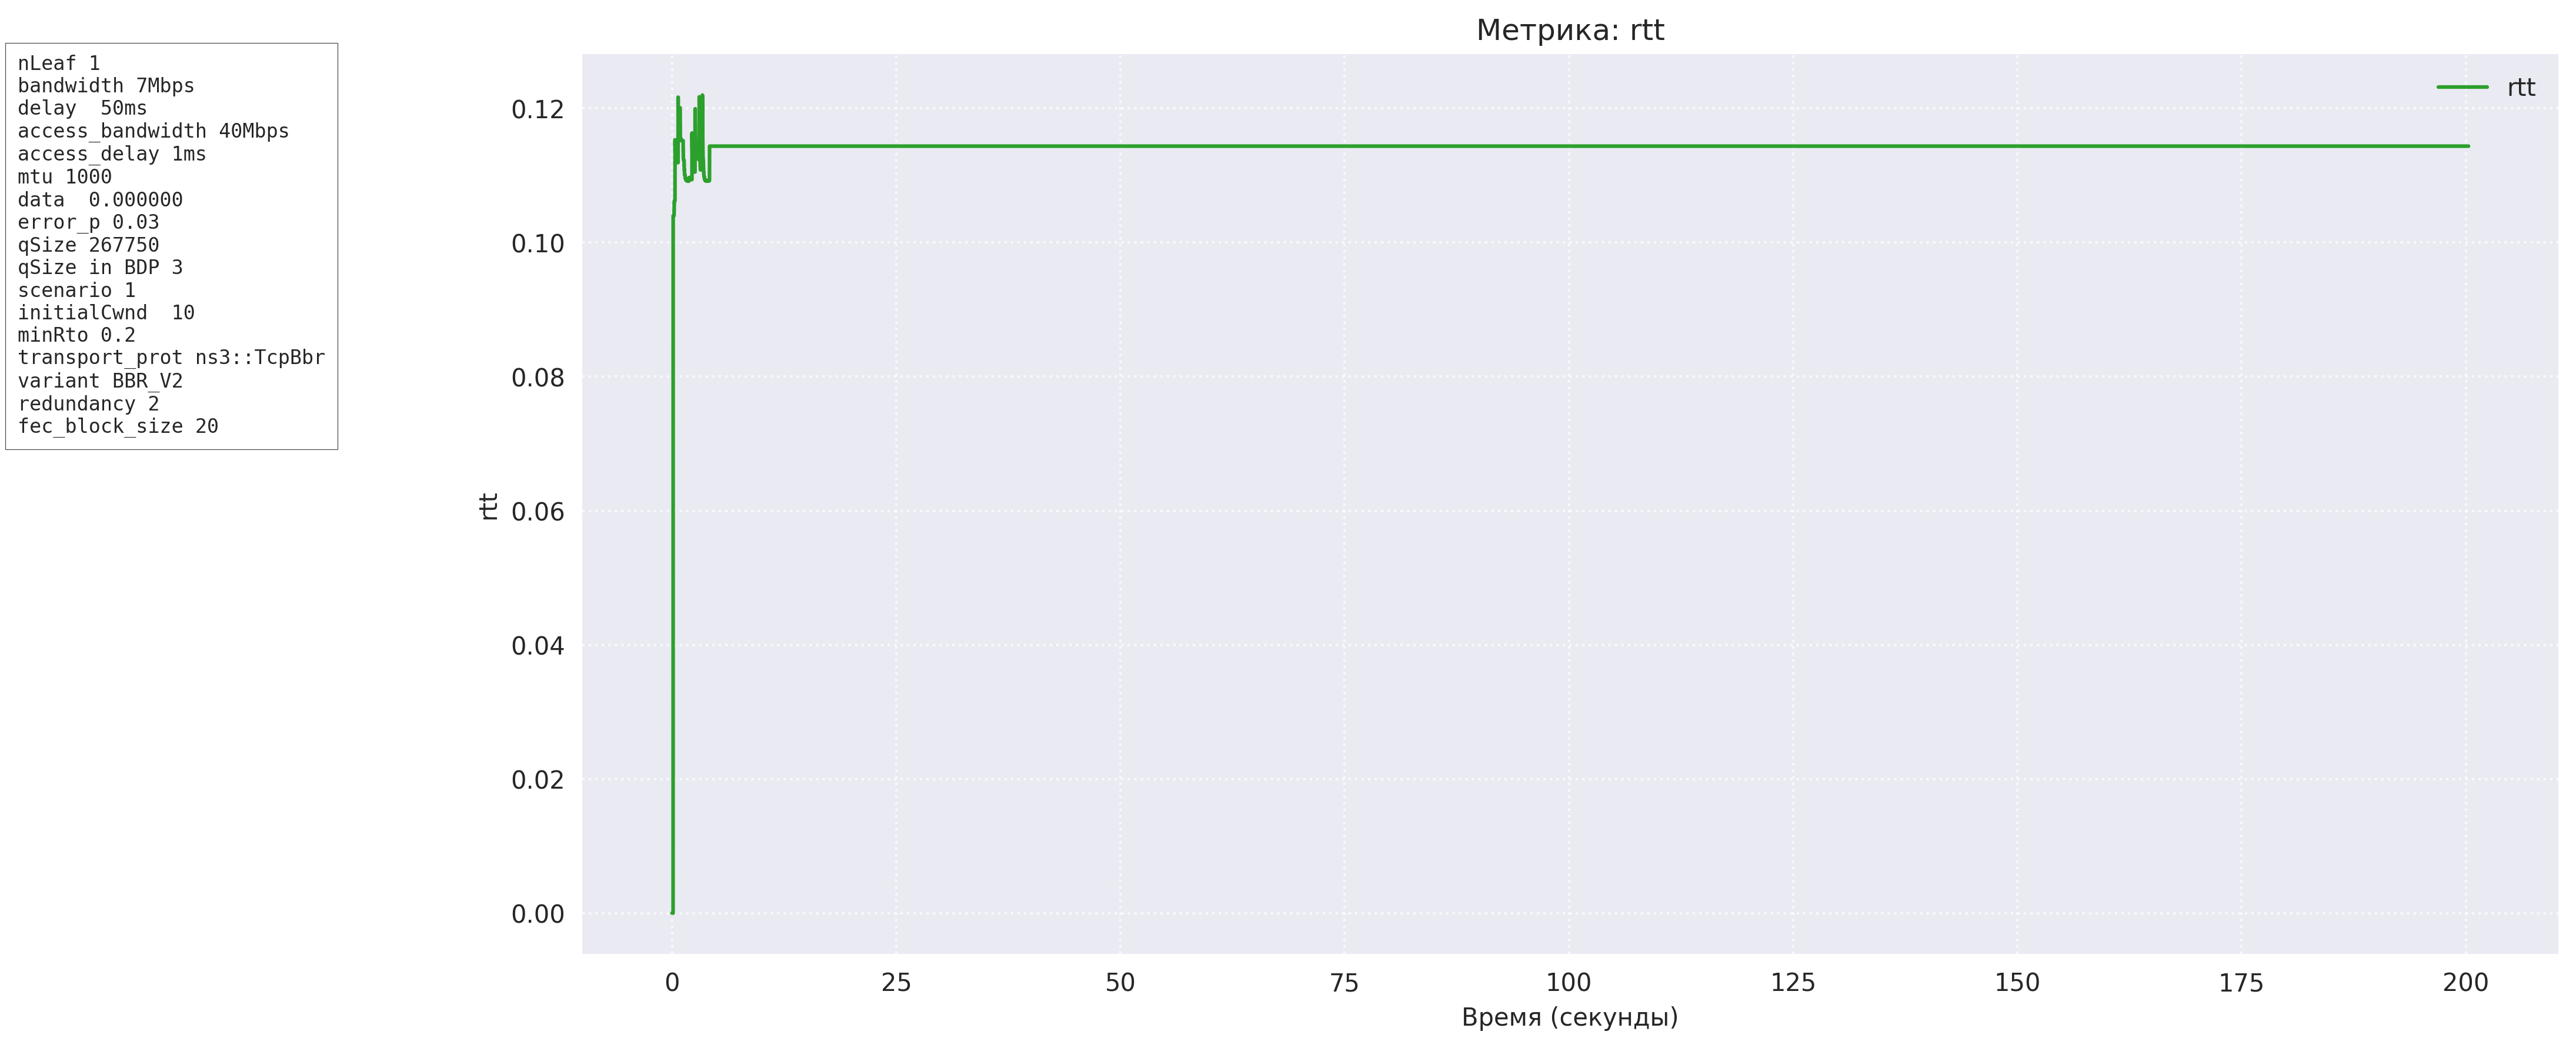 Метрика: rtt
nLeaf 1
bandwidth 7Mbps
delay  50ms
access_bandwidth 40Mbps
access_delay 1ms
mtu 1000
data  0.000000
error_p 0.03
qSize 267750
qSize in BDP 3
scenario 1
initialCwnd  10
minRto 0.2
transport_prot ns3::TcpBbr
variant BBR_V2
redundancy 2
fec_block_size 20
rtt
rtt
0.12
0.10
0.08
0.06
0.04
0.02
0.00
0 25 50 75 100 125 150 175 200
Время (секунды)